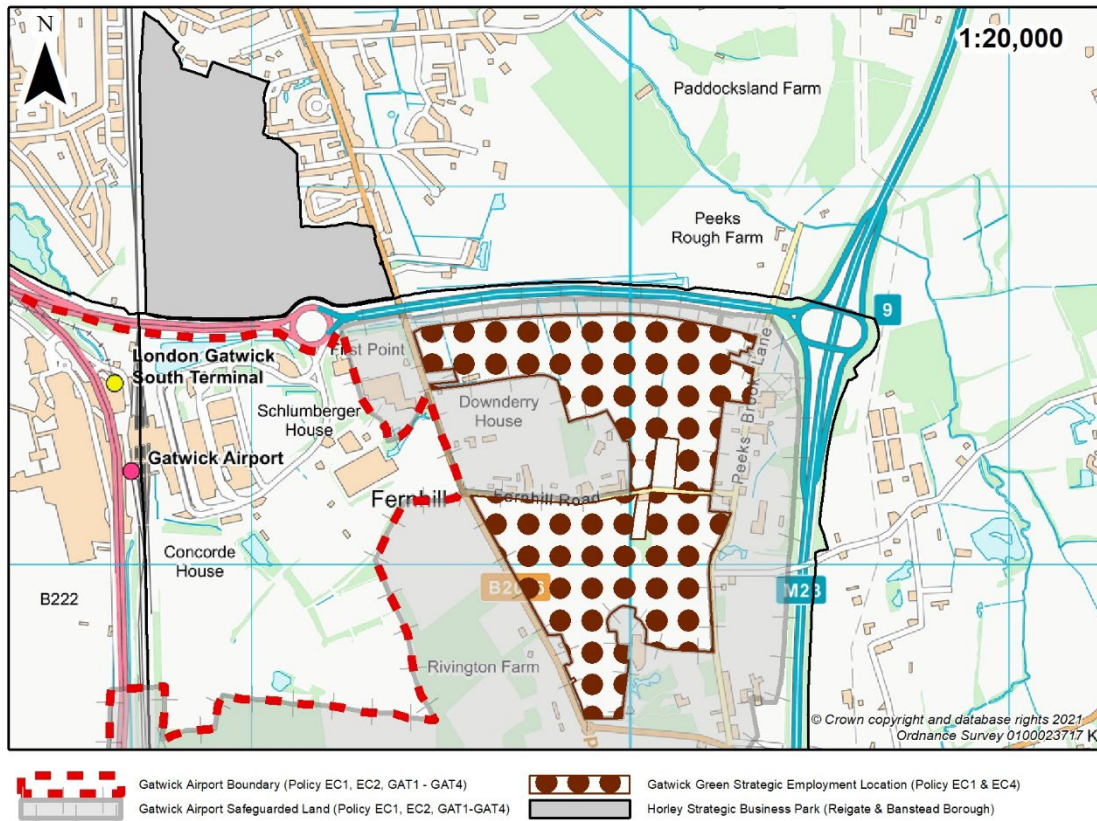 N
1:20,000
Paddocksland Farm
Peeks
Rough Farm
9
First Point
London Gatwick
South Terminal
Downderry
House
Peeks Brook Lane
Schlumberger
House
Gatwick Airport
Fernhill
Fernhill Road
Concorde
House
B222
M23
Rivington Farm
© Crown copyright and database rights 2021
Ordnance Survey 0100023717 K
Gatwick Airport Boundary (Policy EC1, EC2, GAT1 - GAT4)
Gatwick Green Strategic Employment Location (Policy EC1 & EC4)
Gatwick Airport Safeguarded Land (Policy EC1, EC2, GAT1-GAT4)
Horley Strategic Business Park (Reigate & Banstead Borough)